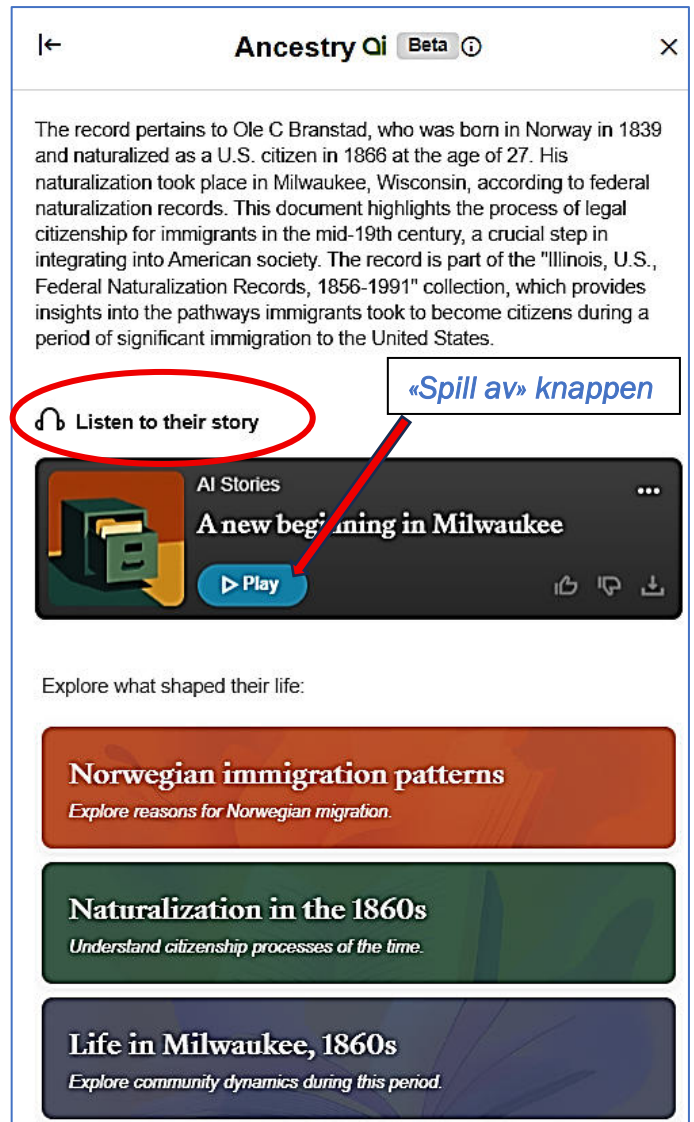 Ancestry ai Beta
The record pertains to Ole C Branstad, who was born in Norway in 1839
and naturalized as a U.S. citizen in 1866 at the age of 27. His
naturalization took place in Milwaukee, Wisconsin, according to federal
naturalization records. This document highlights the process of legal
citizenship for immigrants in the mid-19th century, a crucial step in
integrating into American society. The record is part of the "Illinois, U.S.,
Federal Naturalization Records, 1856-1991" collection, which provides
insights into the pathways immigrants took to become citizens during a
period of significant immigration to the United States.
«Spill av» knappen
Listen to their story
AI Stories
A new beginning in Milwaukee
Play
Explore what shaped their life:
Norwegian immigration patterns
Explore reasons for Norwegian migration.
Naturalization in the 1860s
Understand citizenship processes of the time.
Life in Milwaukee, 1860s
Explore community dynamics during this period.